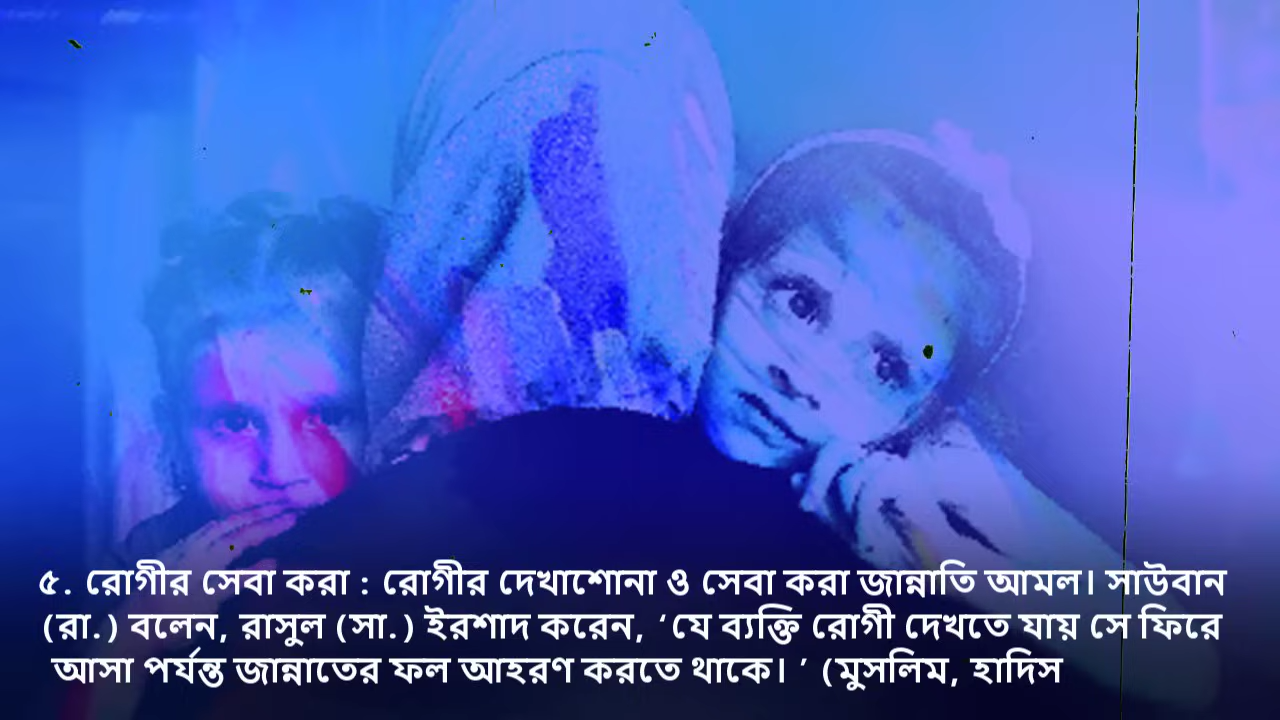 ৫. রোগীর সেবা করা : রোগীর দেখাশোনা ও সেবা করা জান্নাতি আমল। সাউবান
(রা.) বলেন, রাসুল (সা.) ইরশাদ করেন, ‘যে ব্যক্তি রোগী দেখতে যায় সে ফিরে
আসা পর্যন্ত জান্নাতের ফল আহরণ করতে থাকে। ’ (মুসলিম, হাদিস